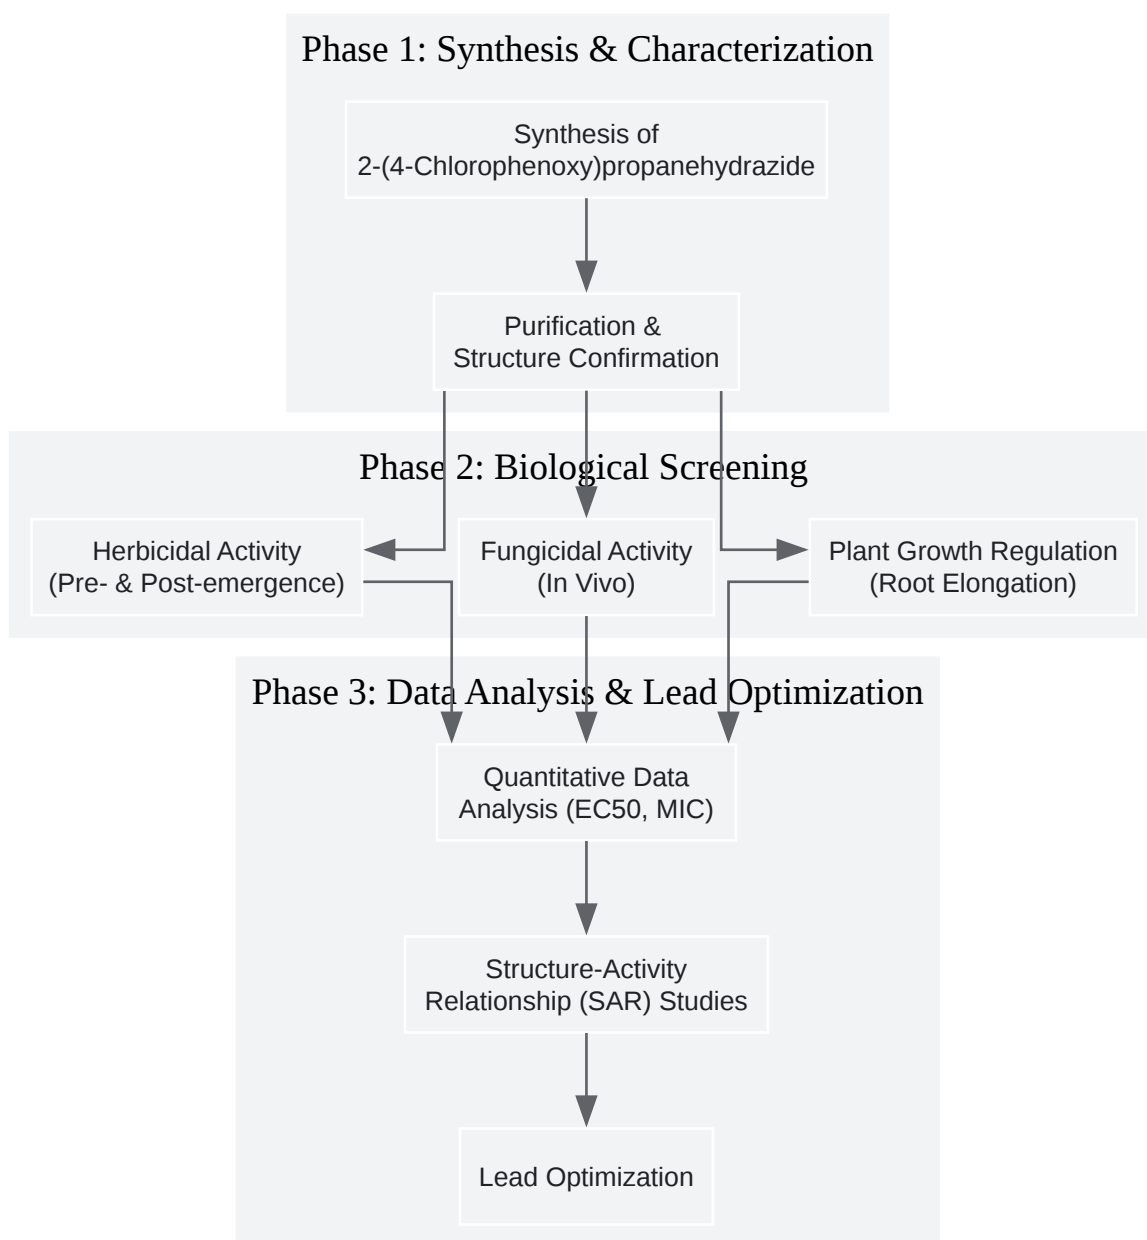 Phase 1: Synthesis & Characterization
Synthesis of
2-(4-Chlorophenoxy)propanehydrazide
Purification &
Structure Confirmation
Phase 2: Biological Screening
Herbicidal Activity
(Pre- & Post-emergence)
Fungicidal Activity
(In Vivo)
Plant Growth Regulation
(Root Elongation)
Phase 3: Data Analysis & Lead Optimization
Quantitative Data
Analysis (EC50, MIC)
Structure-Activity
Relationship (SAR) Studies
Lead Optimization